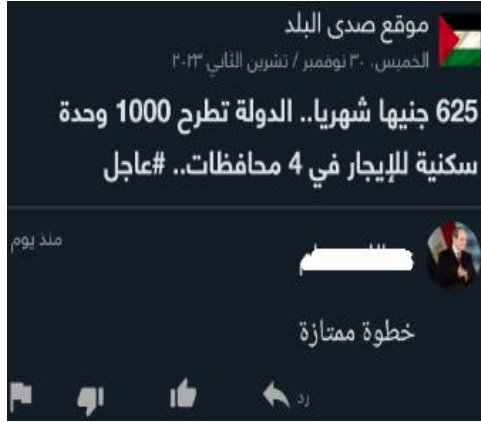 موقع صدى البلد
الخميس، ٣٠ نوفمبر / تشرين الثاني ٢٠٢٣
625 جنيها شهريا.. الدولة تطرح 1000 وحدة
سكنية للإيجار في 4 محافظات.. #عاجل
منذ يوم
خطوة ممتازة
رد